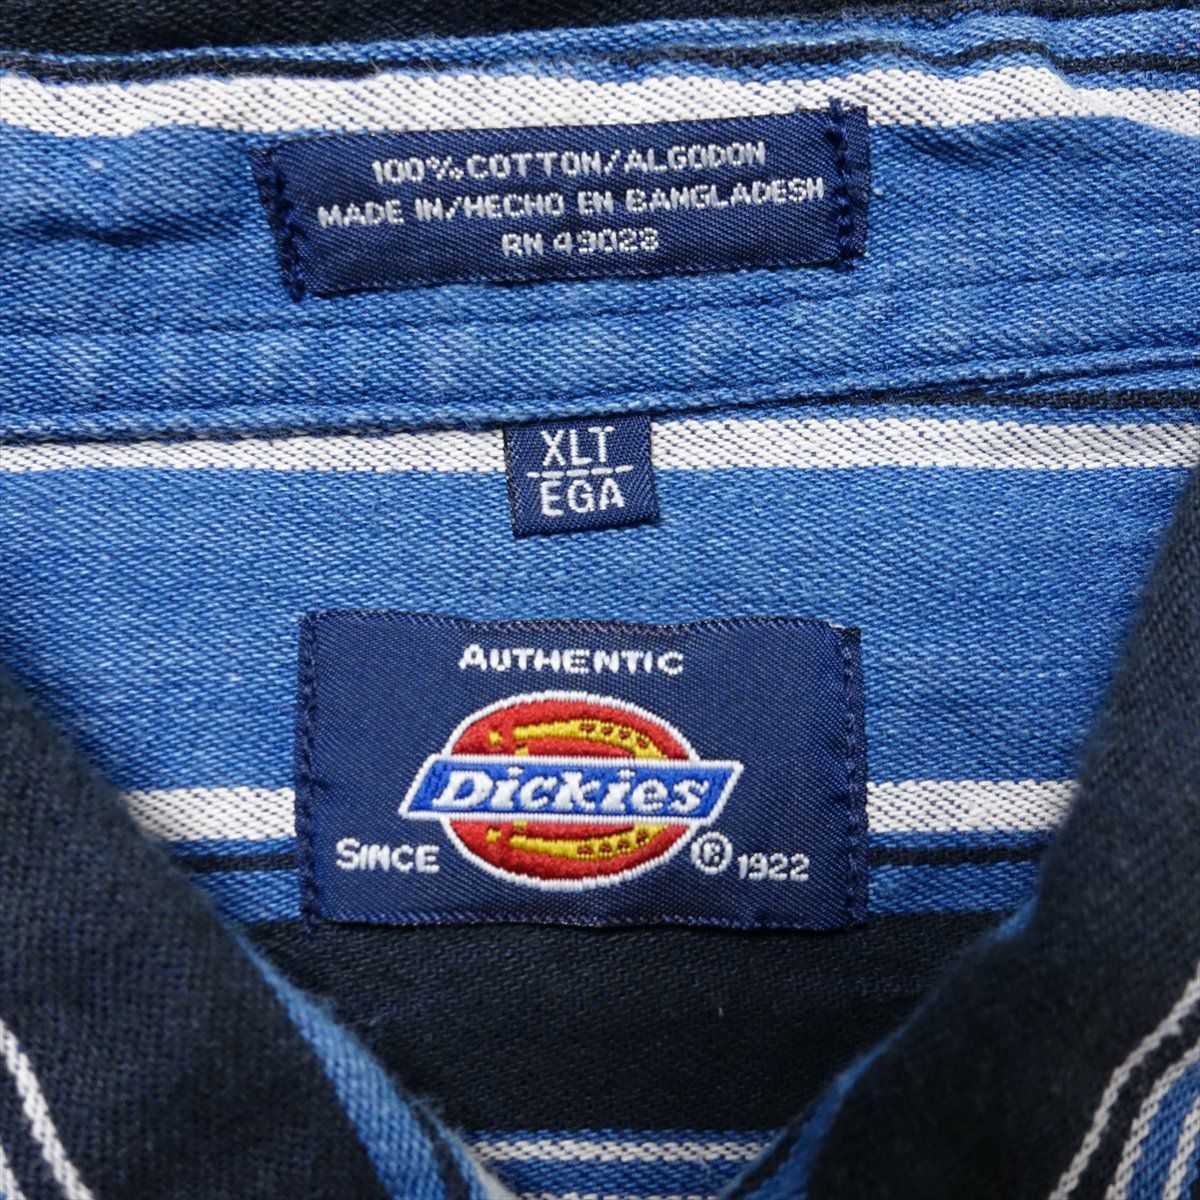 100% COTTON/ALGODON
MADE IN/HECHO EN BANGLADESH
RN 49028
XLT
EGA
AUTHENTIC
Dickies
SINCE ® 1922